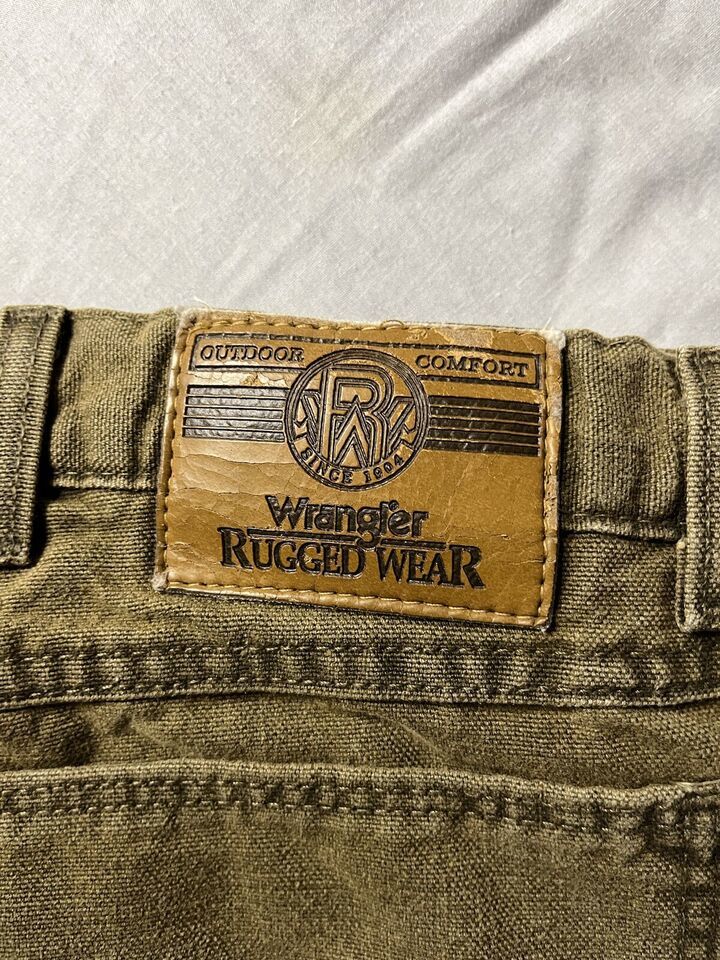 OUTDOOR COMFORT
RW
SINCE 1904
Wrangler
RUGGED WEAR